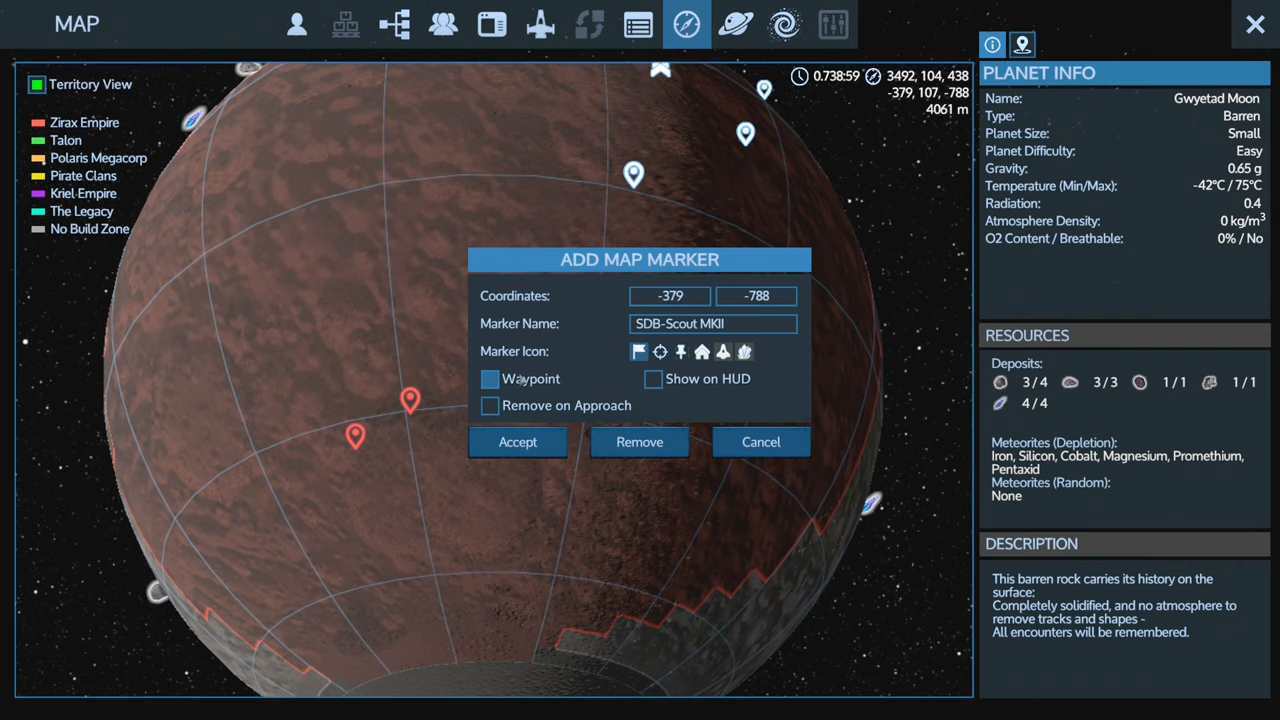 MAP
Territory View
Zirax Empire
Talon
Polaris Megacorp
Pirate Clans
Kriel Empire
The Legacy
No Build Zone
0.738:59
3492, 104, 438
-379, 107, -788
4061 m
ADD MAP MARKER
Coordinates: -379 -788
Marker Name: SDB-Scout MKII
Marker Icon:
Waypoint Show on HUD
Remove on Approach
Accept Remove Cancel
PLANET INFO
Name: Gwyetad Moon
Type: Barren
Planet Size: Small
Planet Difficulty: Easy
Gravity: 0.65 g
Temperature (Min/Max): -42°C / 75°C
Radiation: 0.4
Atmosphere Density: 0 kg/m³
O2 Content / Breathable: 0% / No
RESOURCES
Deposits:
3/4 3/3 1/1 1/1
4/4
Meteorites (Depletion):
Iron, Silicon, Cobalt, Magnesium, Promethium,
Pentaxid
Meteorites (Random):
None
DESCRIPTION
This barren rock carries its history on the
surface:
Completely solidified, and no atmosphere to
remove tracks and shapes -
All encounters will be remembered.